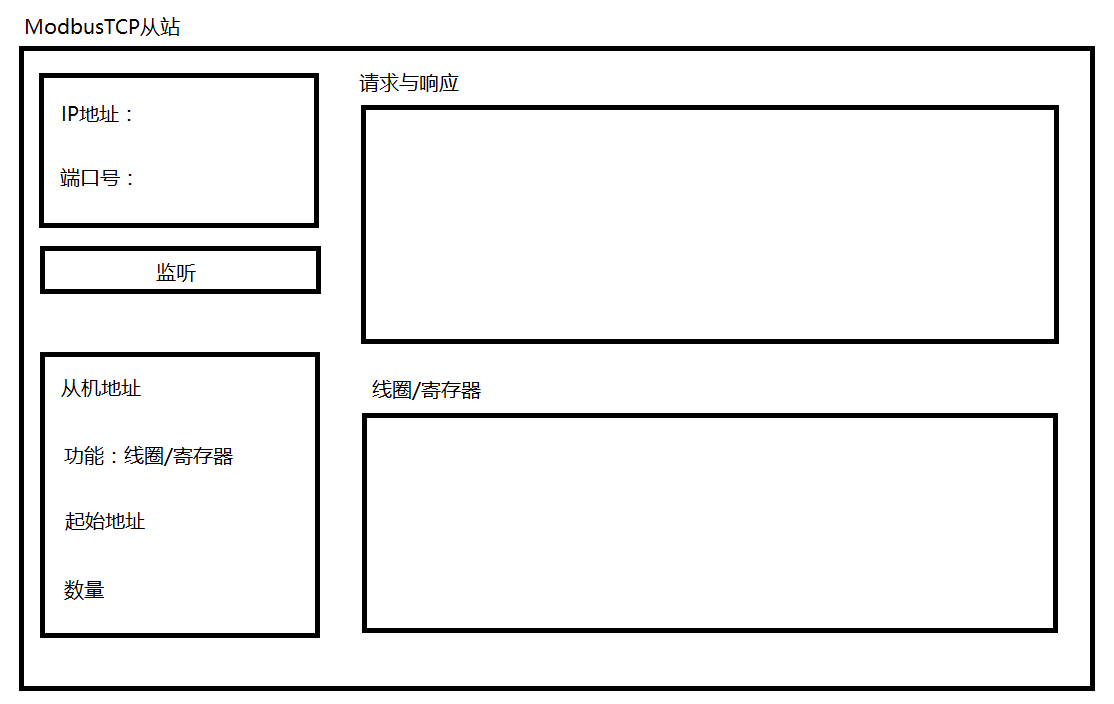 ModbusTCP从站
IP地址：
端口号：
监听
从机地址
功能：线圈/寄存器
起始地址
数量
请求与响应
线圈/寄存器